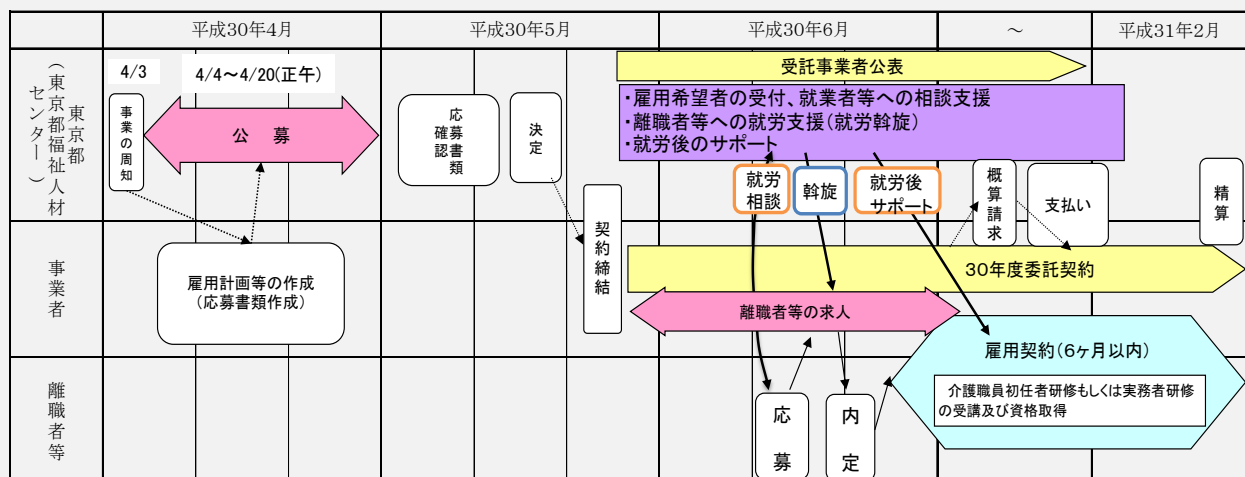 平成30年4月
平成30年5月
平成30年6月
～
平成31年2月
東京都
（東京都福祉人材
センター）
4/3
4/4～4/20(正午)
事業の周知
公　募
応募書類
確認
決定
受託事業者公表
・雇用希望者の受付、就業者等への相談支援
・離職者等への就労支援（就労斡旋）
・就労後のサポート
就労
相談
斡旋
就労後
サポート
概算請求
支払い
精算
契約締結
事業者
雇用計画等の作成
（応募書類作成）
30年度委託契約
離職者等の求人
離職者等
応募
内定
雇用契約（6ヶ月以内）
介護職員初任者研修もしくは実務者研修
の受講及び資格取得